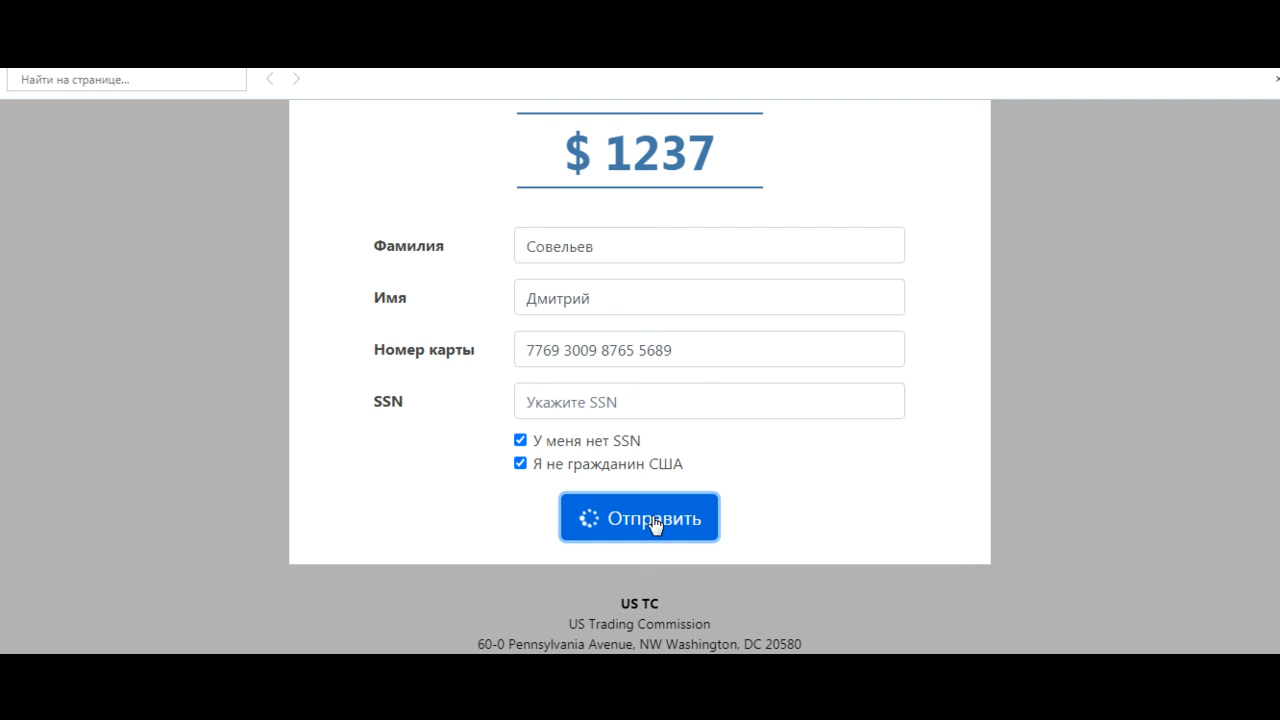 Найти на странице...
$ 1237
Фамилия Совельев
Имя Дмитрий
Номер карты 7769 3009 8765 5689
SSN Укажите SSN
У меня нет SSN
Я не гражданин США
Отправить
US TC
US Trading Commission
60-0 Pennsylvania Avenue, NW Washington, DC 20580